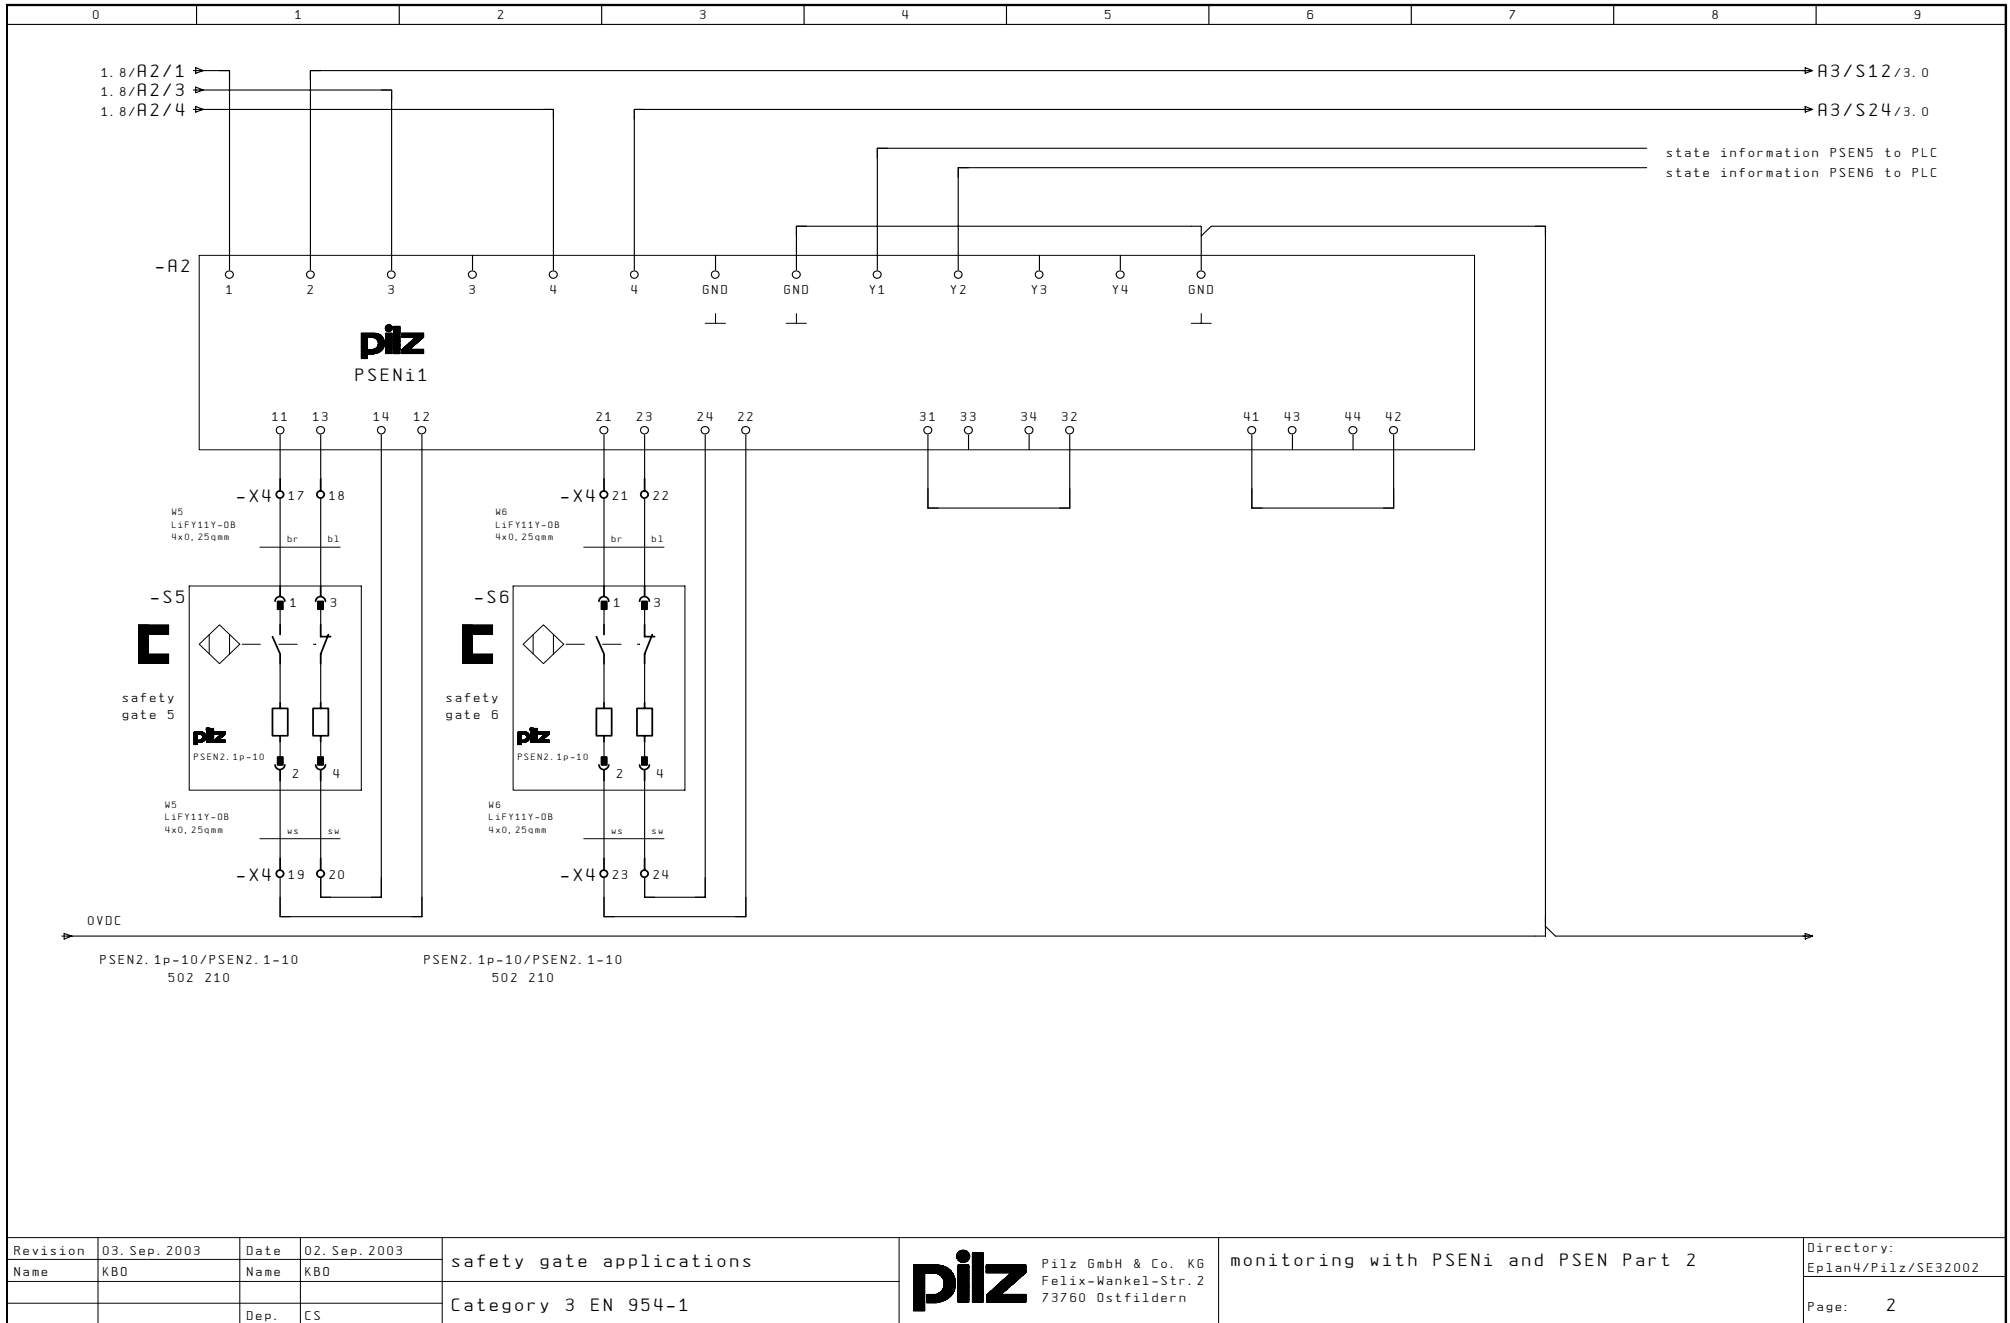 0 1 2 3 4 5 6 7 8 9
1.8/A2/1 A3/S12/3.0
1.8/A2/3
1.8/A2/4 A3/S24/3.0
state information PSEN5 to PLC
state information PSEN6 to PLC
-A2
1 2 3 3 4 4 GND GND Y1 Y2 Y3 Y4 GND
pilz
PSENi1
11 13 14 12 21 23 24 22 31 33 34 32 41 43 44 42
-X4 17 18 -X4 21 22
W5 W6
LiFY11Y-OB LiFY11Y-OB
4x0,25qmm br bl 4x0,25qmm br bl
-S5 1 3 -S6 1 3
safety safety
gate 5 gate 6
pilz pilz
PSEN2.1p-10 PSEN2.1p-10
2 4 2 4
W5 W6
LiFY11Y-OB LiFY11Y-OB
4x0,25qmm ws sw 4x0,25qmm ws sw
-X4 19 20 -X4 23 24
0VDC
PSEN2.1p-10/PSEN2.1-10 PSEN2.1p-10/PSEN2.1-10
502 210 502 210
Revision 03.Sep.2003 Date 02.Sep.2003
Name KBO Name KBO
Dep. CS
safety gate applications
Category 3 EN 954-1
pilz
Pilz GmbH & Co. KG
Felix-Wankel-Str.2
73760 Ostfildern
monitoring with PSENi and PSEN Part 2
Directory:
Eplan4/Pilz/SE32002
Page: 2